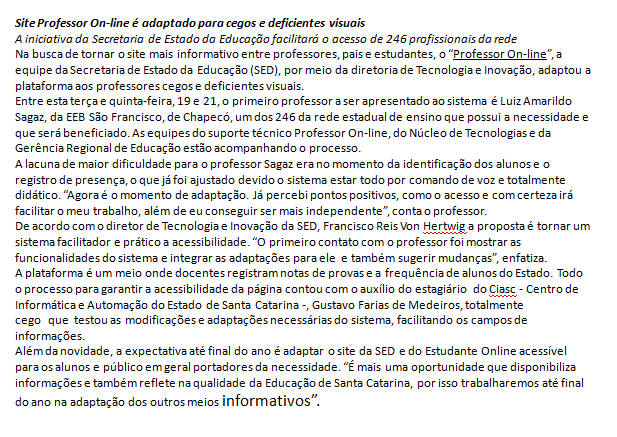 Site Professor On-line é adaptado para cegos e deficientes visuais
A iniciativa da Secretaria de Estado da Educação facilitará o acesso de 246 profissionais da rede
Na busca de tornar o site mais informativo entre professores, pais e estudantes, o “Professor On-line”, a
equipe da Secretaria de Estado da Educação (SED), por meio da diretoria de Tecnologia e Inovação, adaptou a
plataforma aos professores cegos e deficientes visuais.
Entre esta terça e quinta-feira, 19 e 21, o primeiro professor a ser apresentado ao sistema é Luiz Amarildo
Sagaz, da EEB São Francisco, de Chapecó, um dos 246 da rede estadual de ensino que possui a necessidade e
que será beneficiado. As equipes do suporte técnico Professor On-line, do Núcleo de Tecnologias e da
Gerência Regional de Educação estão acompanhando o processo.
A lacuna de maior dificuldade para o professor Sagaz era no momento da identificação dos alunos e o
registro de presença, o que já foi ajustado devido o sistema estar todo por comando de voz e totalmente
didático. “Agora é o momento de adaptação. Já percebi pontos positivos, como o acesso e com certeza irá
facilitar o meu trabalho, além de eu conseguir ser mais independente”, conta o professor.
De acordo com o diretor de Tecnologia e Inovação da SED, Francisco Reis Von Hertwig a proposta é tornar um
sistema facilitador e prático a acessibilidade. “O primeiro contato com o professor foi mostrar as
funcionalidades do sistema e integrar as adaptações para ele e também sugerir mudanças”, enfatiza.
A plataforma é um meio onde docentes registram notas de provas e a frequência de alunos do Estado. Todo
o processo para garantir a acessibilidade da página contou com o auxílio do estagiário do Ciasc - Centro de
Informática e Automação do Estado de Santa Catarina -, Gustavo Farias de Medeiros, totalmente
cego que testou as modificações e adaptações necessárias do sistema, facilitando os campos de
informações.
Além da novidade, a expectativa até final do ano é adaptar o site da SED e do Estudante Online acessível
para os alunos e público em geral portadores da necessidade. “É mais uma oportunidade que disponibiliza
informações e também reflete na qualidade da Educação de Santa Catarina, por isso trabalharemos até final
do ano na adaptação dos outros meios informativos”.